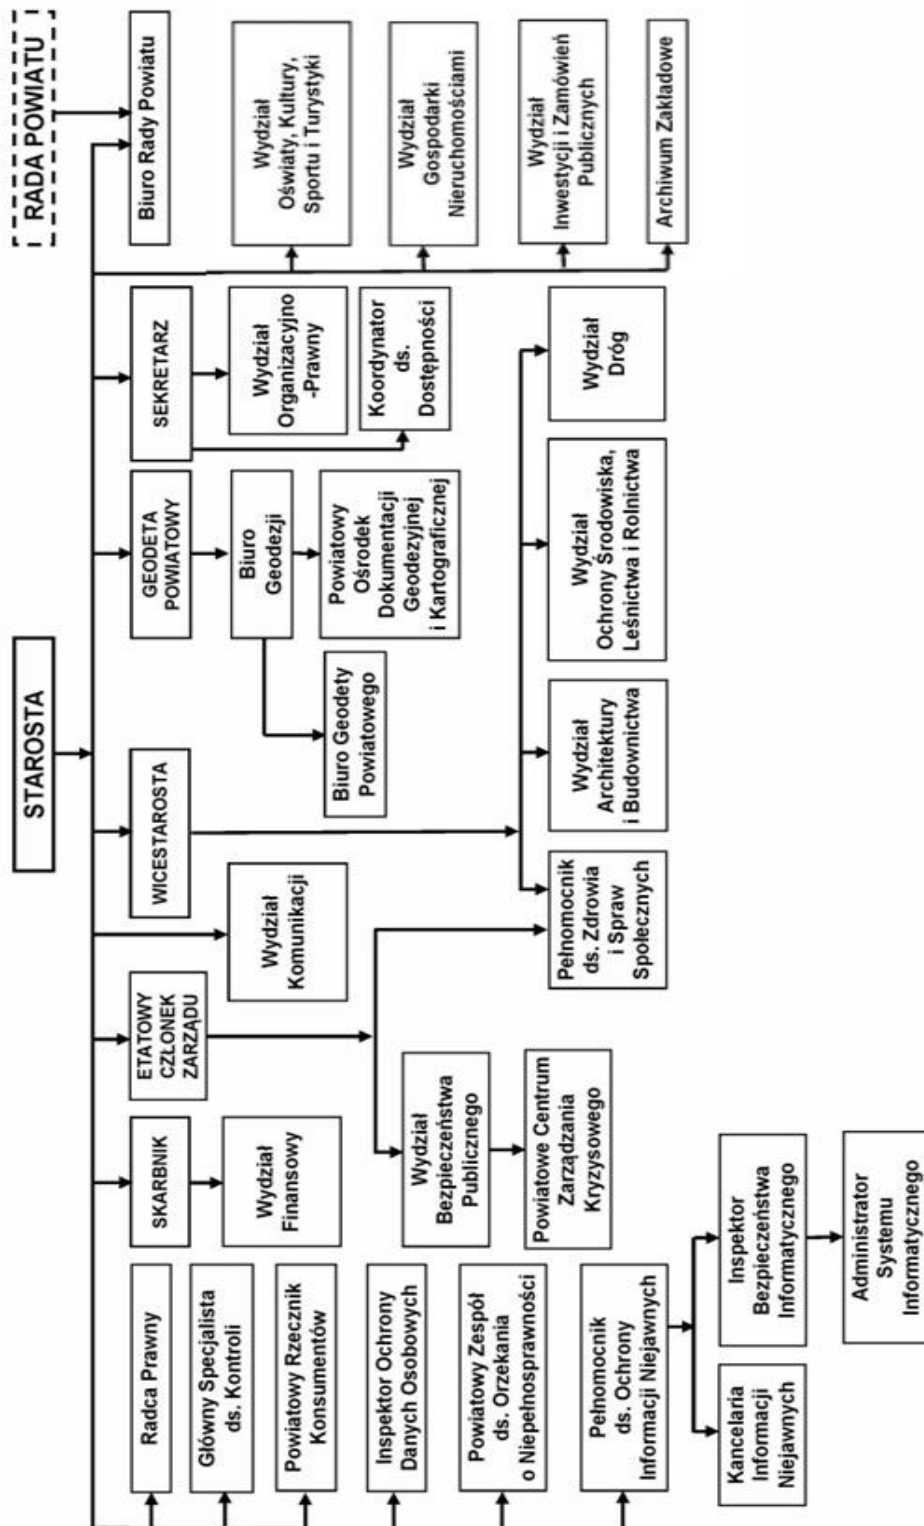 STAROSTA
RADA POWIATU
Radca Prawny
Główny Specjalista
ds. Kontroli
Powiatowy Rzecznik
Konsumentów
Inspektor Ochrony
Danych Osobowych
Powiatowy Zespół
ds. Orzekania
o Niepełnosprawności
Pełnomocnik
ds. Ochrony
Informacji Niejawnych
Kancelaria
Informacji
Niejawnych
Inspektor
Bezpieczeństwa
Informatycznego
Administrator
Systemu
Informatycznego
SKARBNIK
Wydział
Finansowy
ETATOWY
CZŁONEK
ZARZĄDU
Wydział
Bezpieczeństwa
Publicznego
Powiatowe Centrum
Zarządzania
Kryzysowego
Wydział
Komunikacji
WICESTAROSTA
Pełnomocnik
ds. Zdrowia
i Spraw
Społecznych
Wydział
Architektury
i Budownictwa
Wydział
Ochrony Środowiska,
Leśnictwa i Rolnictwa
Wydział
Dróg
GEODETA
POWIATOWY
Biuro
Geodezji
Biuro Geodety
Powiatowego
Powiatowy
Ośrodek
Dokumentacji
Geodezyjnej
i Kartograficznej
SEKRETARZ
Wydział
Organizacyjno
-Prawny
Koordynator
ds.
Dostępności
Biuro Rady Powiatu
Wydział
Oświaty, Kultury,
Sportu i Turystyki
Wydział
Gospodarki
Nieruchomościami
Wydział
Inwestycji i Zamówień
Publicznych
Archiwum Zakładowe